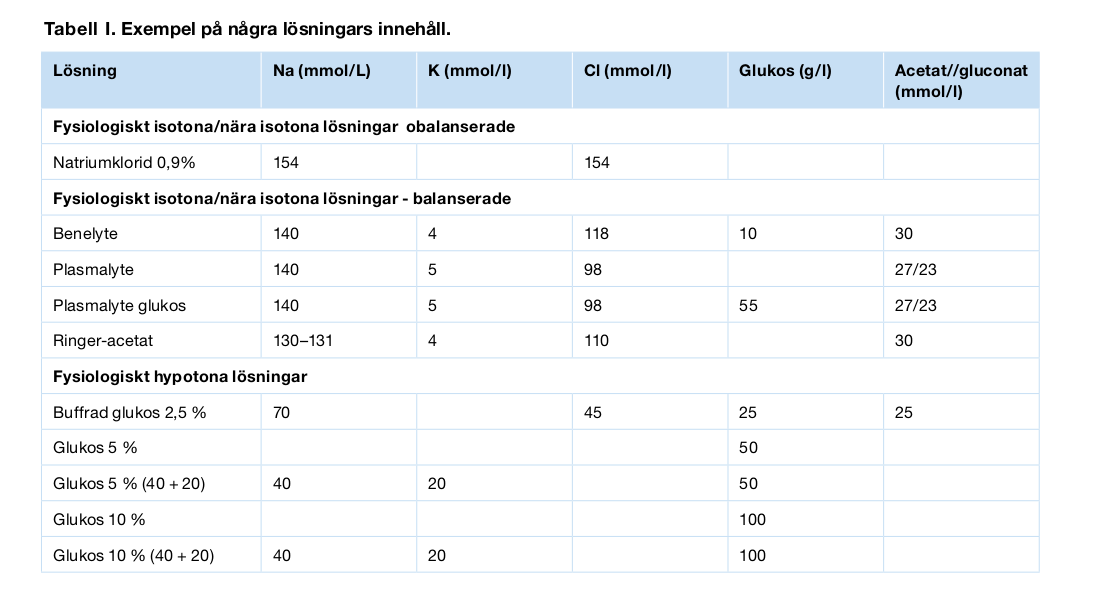 Tabell I. Exempel på några lösningars innehåll.
Lösning Na (mmol/L) K (mmol/l) Cl (mmol/l) Glukos (g/l) Acetat//gluconat (mmol/l)
Fysiologiskt isotona/nära isotona lösningar obalanserade
Natriumklorid 0,9% 154 154
Fysiologiskt isotona/nära isotona lösningar - balanserade
Benelyte 140 4 118 10 30
Plasmalyte 140 5 98 27/23
Plasmalyte glukos 140 5 98 55 27/23
Ringer-acetat 130–131 4 110 30
Fysiologiskt hypotona lösningar
Buffrad glukos 2,5 % 70 45 25 25
Glukos 5 % 50
Glukos 5 % (40 + 20) 40 20 50
Glukos 10 % 100
Glukos 10 % (40 + 20) 40 20 100